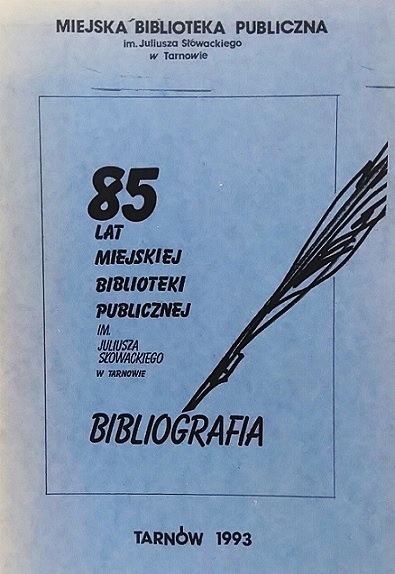 MIEJSKA BIBLIOTEKA PUBLICZNA
im. Juliusza Słowackiego
w Tarnowie
85
LAT
MIEJSKIEJ
BIBLIOTEKI
PUBLICZNEJ
IM.
JULIUSZA
SŁOWACKIEGO
W TARNOWIE
BIBLIOGRAFIA
TARNÓW 1993